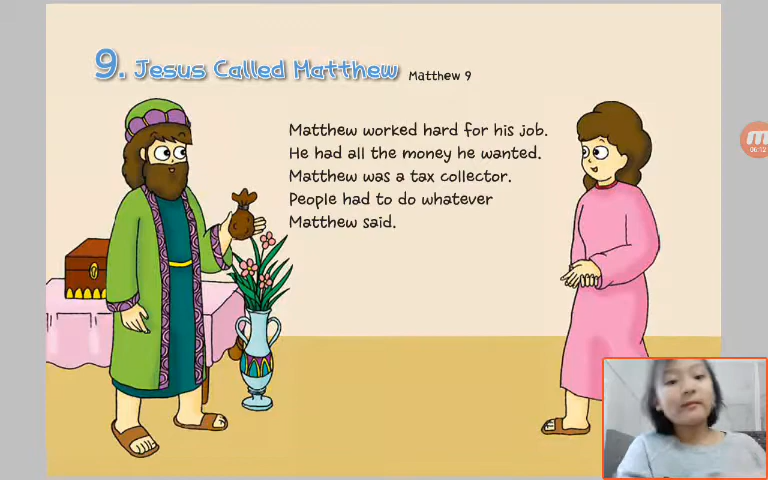 9. Jesus Called Matthew Matthew 9
Matthew worked hard for his job.
He had all the money he wanted.
Matthew was a tax collector.
People had to do whatever
Matthew said.